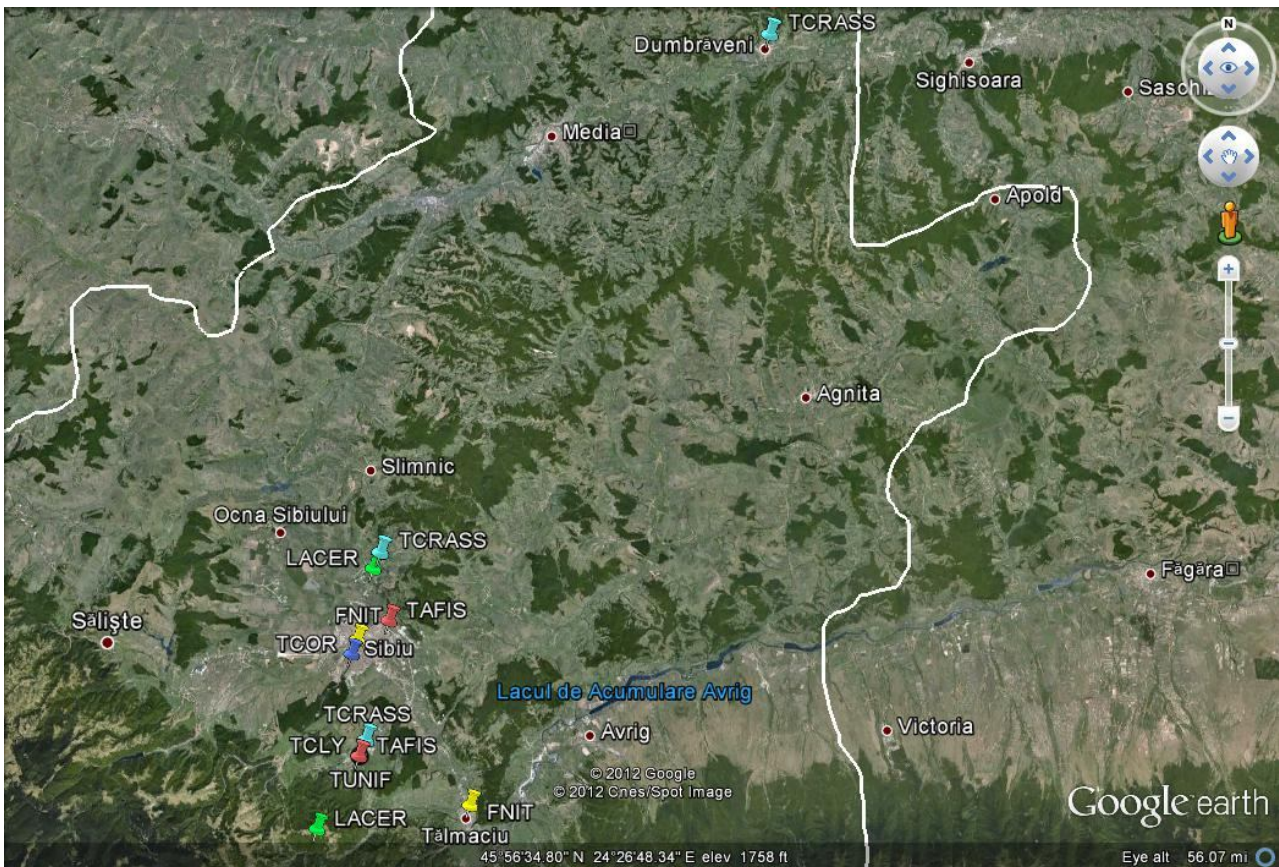 N
TCRASS
Dumbrăveni
Sighisoara
Media□
Apold
Agnita
Slimnic
Ocna Sibiului
TCRASS
LACER
Făgăra□
TAFIS
FNIT
Sălişte
TCOR
Sibiu
Lacul de Acumulare Avrig
TCRASS
Avrig
Victoria
TCLY
TAFIS
TUNIF
© 2012 Google
© 2012 Cnes/Spot Image
Google earth
FNIT
LACER
Tălmaciu
45°56'34.80" N 24°26'48.34" E elev 1758 ft
Eye alt 56.07 mi